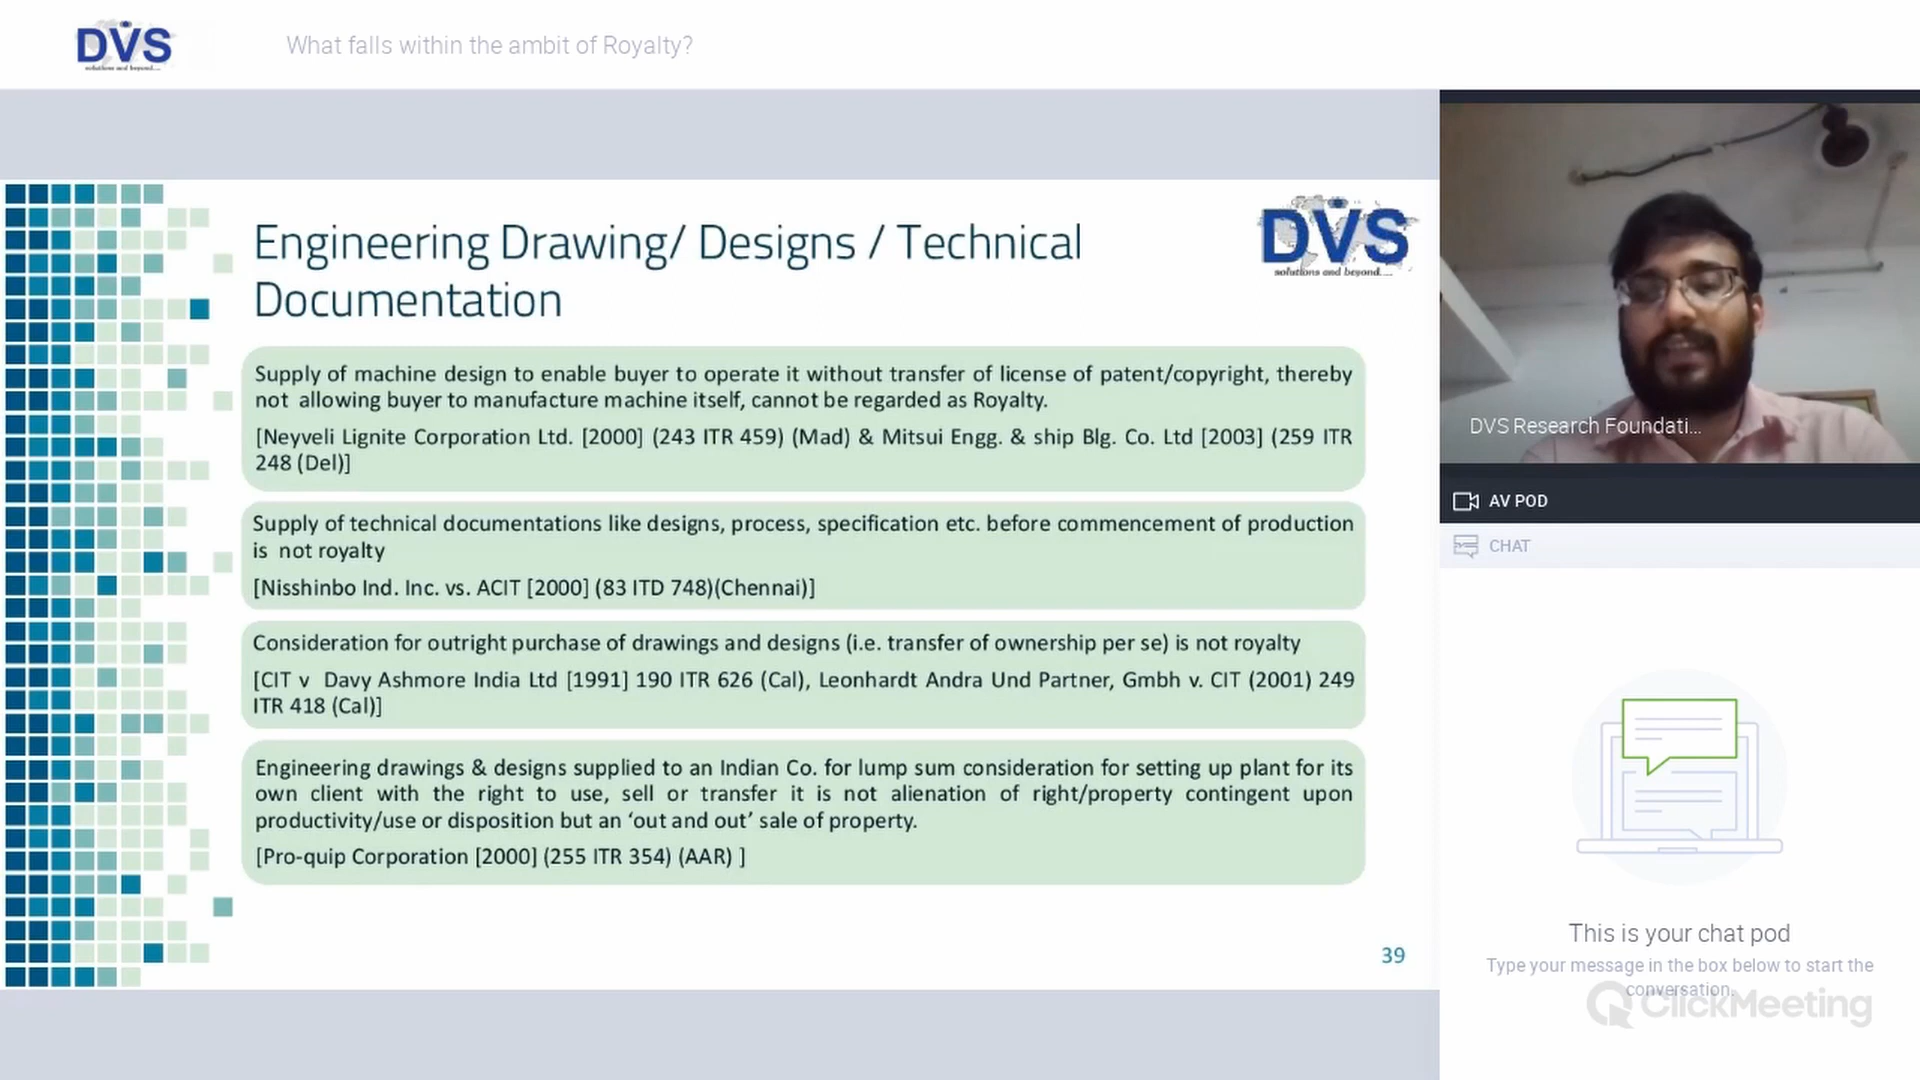 DVS
solutions and beyond....
What falls within the ambit of Royalty?
Engineering Drawing/ Designs / Technical
Documentation
DVS
solutions and beyond....
Supply of machine design to enable buyer to operate it without transfer of license of patent/copyright, thereby
not allowing buyer to manufacture machine itself, cannot be regarded as Royalty.
[Neyveli Lignite Corporation Ltd. [2000] (243 ITR 459) (Mad) & Mitsui Engg. & ship Blg. Co. Ltd [2003] (259 ITR
248 (Del)]
Supply of technical documentations like designs, process, specification etc. before commencement of production
is not royalty
[Nisshinbo Ind. Inc. vs. ACIT [2000] (83 ITD 748)(Chennai)]
Consideration for outright purchase of drawings and designs (i.e. transfer of ownership per se) is not royalty
[CIT v Davy Ashmore India Ltd [1991] 190 ITR 626 (Cal), Leonhardt Andra Und Partner, Gmbh v. CIT (2001) 249
ITR 418 (Cal)]
Engineering drawings & designs supplied to an Indian Co. for lump sum consideration for setting up plant for its
own client with the right to use, sell or transfer it is not alienation of right/property contingent upon
productivity/use or disposition but an ‘out and out’ sale of property.
[Pro-quip Corporation [2000] (255 ITR 354) (AAR) ]
39
DVS Research Foundati...
AV POD
CHAT
This is your chat pod
Type your message in the box below to start the
conversation.
ClickMeeting